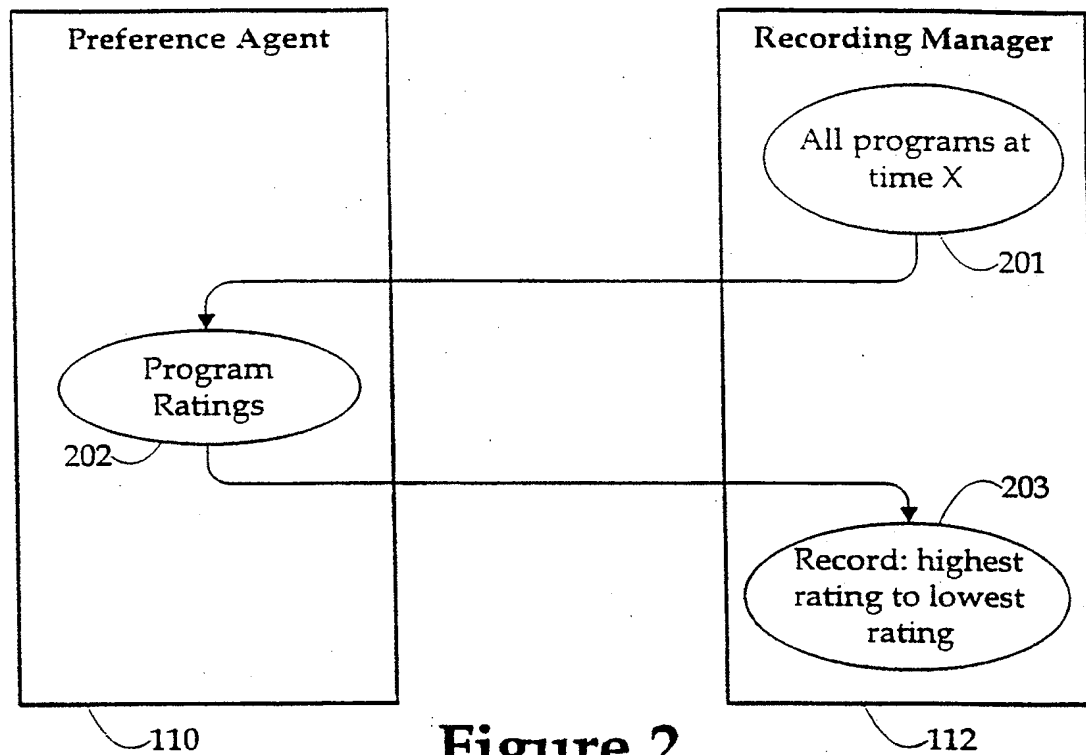 Preference Agent
Recording Manager
All programs at
time X
201
Program
Ratings
202
203
Record: highest
rating to lowest
rating
110
112
Figure 2